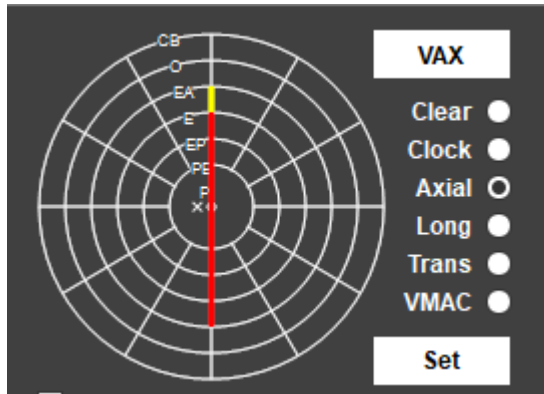 CB
O
EA
E
EP
PE
P
VAX
Clear
Clock
Axial
Long
Trans
VMAC
Set